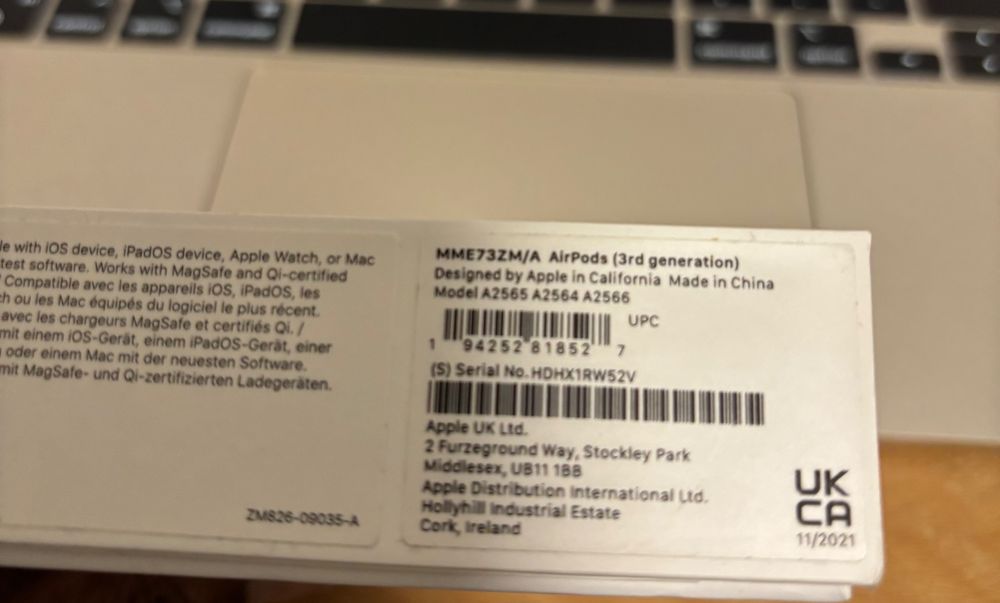 le with iOS device, iPadOS device, Apple Watch, or Mac
test software. Works with MagSafe and Qi-certified
Compatible avec les appareils iOS, iPadOS, les
ch ou les Mac équipés du logiciel le plus récent.
avec les chargeurs MagSafe et certifiés Qi. /
mit einem iOS-Gerät, einem iPadOS-Gerät, einer
oder einem Mac mit der neuesten Software.
mit MagSafe- und Qi-zertifizierten Ladegeräten.
ZM826-09035-A
MME73ZM/A AirPods (3rd generation)
Designed by Apple in California Made in China
Model A2565 A2564 A2566
UPC
1 94252 81852 7
(S) Serial No. HDHX1RW52V
Apple UK Ltd.
2 Furzeground Way, Stockley Park
Middlesex, UB11 1BB
Apple Distribution International Ltd.
Hollyhill Industrial Estate
Cork, Ireland
UK
CA
11/2021